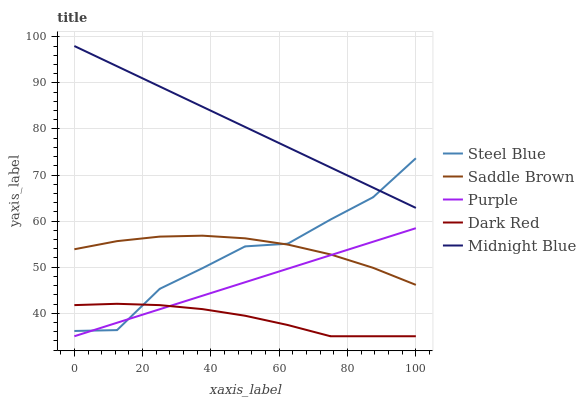 title
100
90
80
70
60
50
40
0
20
40
60
80
100
yaxis_label
xaxis_label
Steel Blue
Saddle Brown
Purple
Dark Red
Midnight Blue